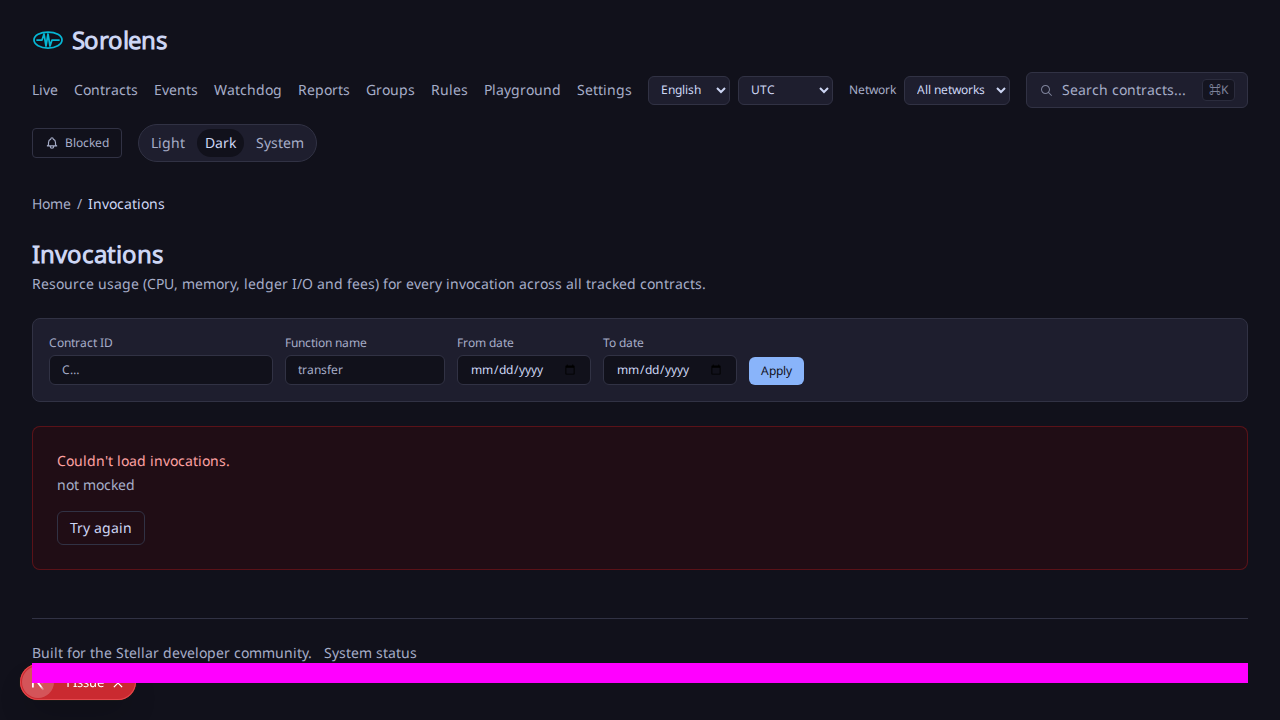 Sorolens
Live Contracts Events Watchdog Reports Groups Rules Playground Settings English UTC Network All networks Search contracts... ⌘K
Blocked Light Dark System
Home / Invocations
Invocations
Resource usage (CPU, memory, ledger I/O and fees) for every invocation across all tracked contracts.
Contract ID Function name From date To date
C... transfer mm/dd/yyyy mm/dd/yyyy Apply
Couldn't load invocations.
not mocked
Try again
Built for the Stellar developer community. System status